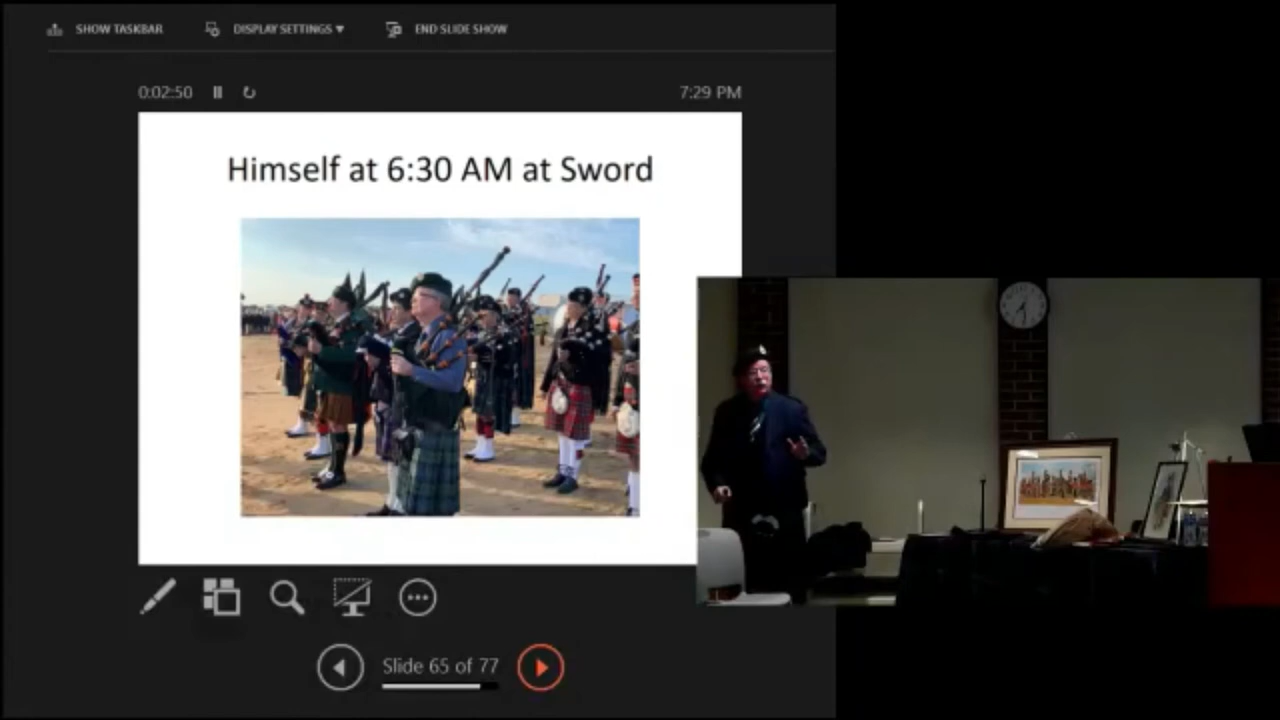 SHOW TASKBAR
DISPLAY SETTINGS ▼
END SLIDE SHOW
0:02:50
7:29 PM
Himself at 6:30 AM at Sword
Slide 65 of 77